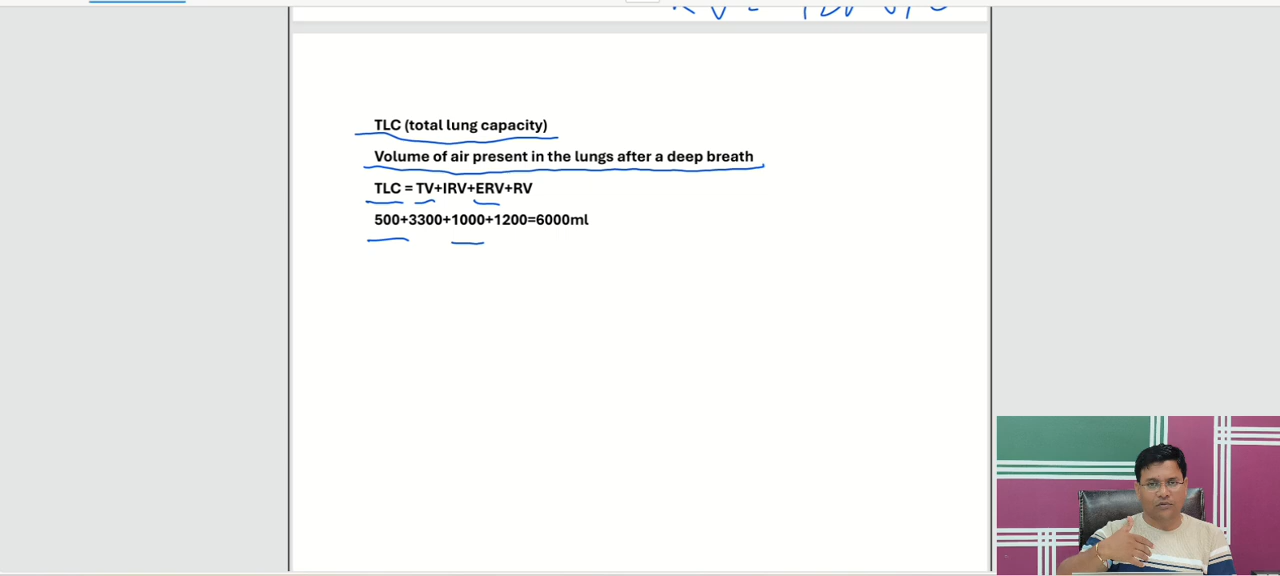 TLC (total lung capacity)
Volume of air present in the lungs after a deep breath
TLC = TV+IRV+ERV+RV
500+3300+1000+1200=6000ml